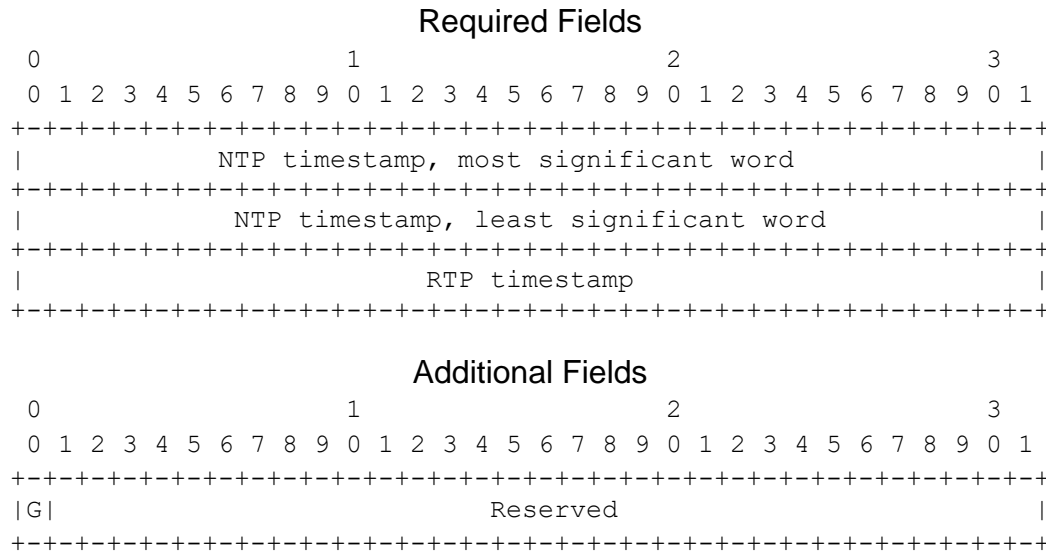 Required Fields
0                   1                   2                   3
0 1 2 3 4 5 6 7 8 9 0 1 2 3 4 5 6 7 8 9 0 1 2 3 4 5 6 7 8 9 0 1
+-+-+-+-+-+-+-+-+-+-+-+-+-+-+-+-+-+-+-+-+-+-+-+-+-+-+-+-+-+-+-+-+
|            NTP timestamp, most significant word               |
+-+-+-+-+-+-+-+-+-+-+-+-+-+-+-+-+-+-+-+-+-+-+-+-+-+-+-+-+-+-+-+-+
|             NTP timestamp, least significant word             |
+-+-+-+-+-+-+-+-+-+-+-+-+-+-+-+-+-+-+-+-+-+-+-+-+-+-+-+-+-+-+-+-+
|                         RTP timestamp                         |
+-+-+-+-+-+-+-+-+-+-+-+-+-+-+-+-+-+-+-+-+-+-+-+-+-+-+-+-+-+-+-+-+
Additional Fields
0                   1                   2                   3
0 1 2 3 4 5 6 7 8 9 0 1 2 3 4 5 6 7 8 9 0 1 2 3 4 5 6 7 8 9 0 1
+-+-+-+-+-+-+-+-+-+-+-+-+-+-+-+-+-+-+-+-+-+-+-+-+-+-+-+-+-+-+-+-+
|G|                           Reserved                          |
+-+-+-+-+-+-+-+-+-+-+-+-+-+-+-+-+-+-+-+-+-+-+-+-+-+-+-+-+-+-+-+-+